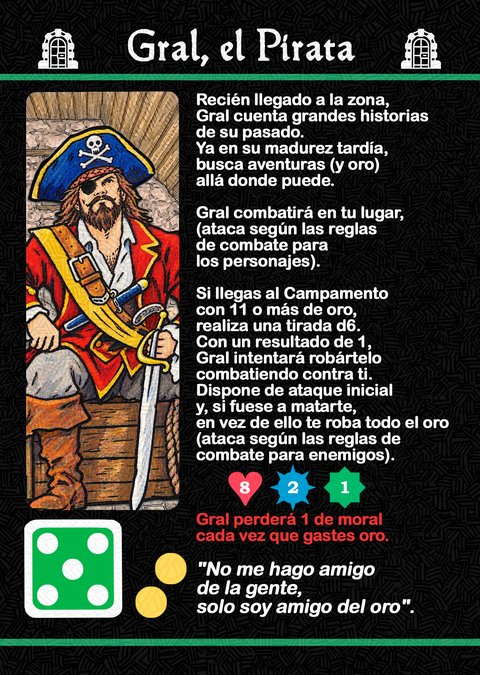 Gral, el Pirata
Recién llegado a la zona,
Gral cuenta grandes historias
de su pasado.
Ya en su madurez tardía,
busca aventuras (y oro)
allá donde puede.
Gral combatirá en tu lugar,
(ataca según las reglas
de combate para
los personajes).
Si llegas al Campamento
con 11 o más de oro,
realiza una tirada d6.
Con un resultado de 1,
Gral intentará robártelo
combatiendo contra ti.
Dispone de ataque inicial
y, si fuese a matarte,
en vez de ello te roba todo el oro
(ataca según las reglas de
combate para enemigos).
8 2 1
Gral perderá 1 de moral
cada vez que gastes oro.
"No me hago amigo
de la gente,
solo soy amigo del oro".